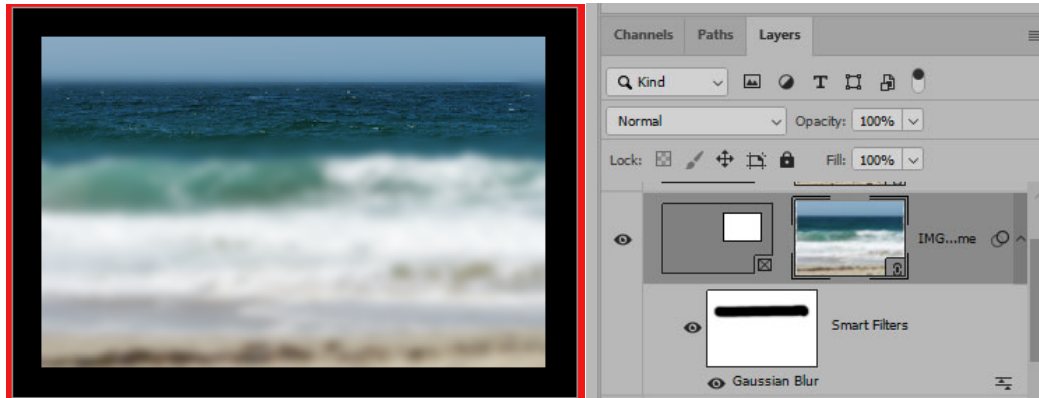 Channels Paths Layers
Kind
Normal Opacity: 100%
Lock: Fill: 100%
IMG...me
Smart Filters
Gaussian Blur